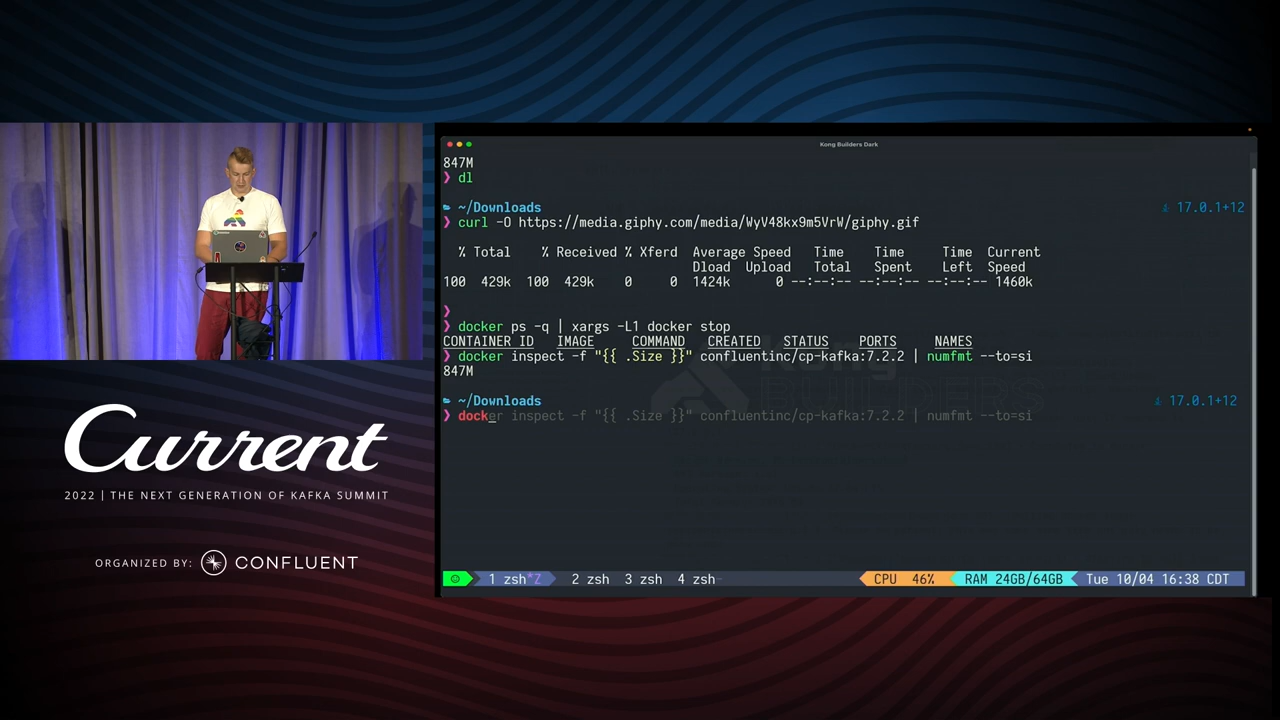 Kong Builders Dark
847M
❯ dl
~/Downloads 17.0.1+12
❯ curl -O https://media.giphy.com/media/WyV48kx9m5VrW/giphy.gif
% Total % Received % Xferd Average Speed Time Time Time Current
Dload Upload Total Spent Left Speed
100 429k 100 429k 0 0 1424k 0 --:--:-- --:--:-- --:--:-- 1460k
❯
❯ docker ps -q | xargs -L1 docker stop
CONTAINER ID IMAGE COMMAND CREATED STATUS PORTS NAMES
❯ docker inspect -f "{{ .Size }}" confluentinc/cp-kafka:7.2.2 | numfmt --to=si
847M
~/Downloads 17.0.1+12
❯ docker inspect -f "{{ .Size }}" confluentinc/cp-kafka:7.2.2 | numfmt --to=si
Kong
BUILDERS
1 zsh*Z 2 zsh 3 zsh 4 zsh- CPU 46% RAM 24GB/64GB Tue 10/04 16:38 CDT
Current
2022 | THE NEXT GENERATION OF KAFKA SUMMIT
ORGANIZED BY: CONFLUENT